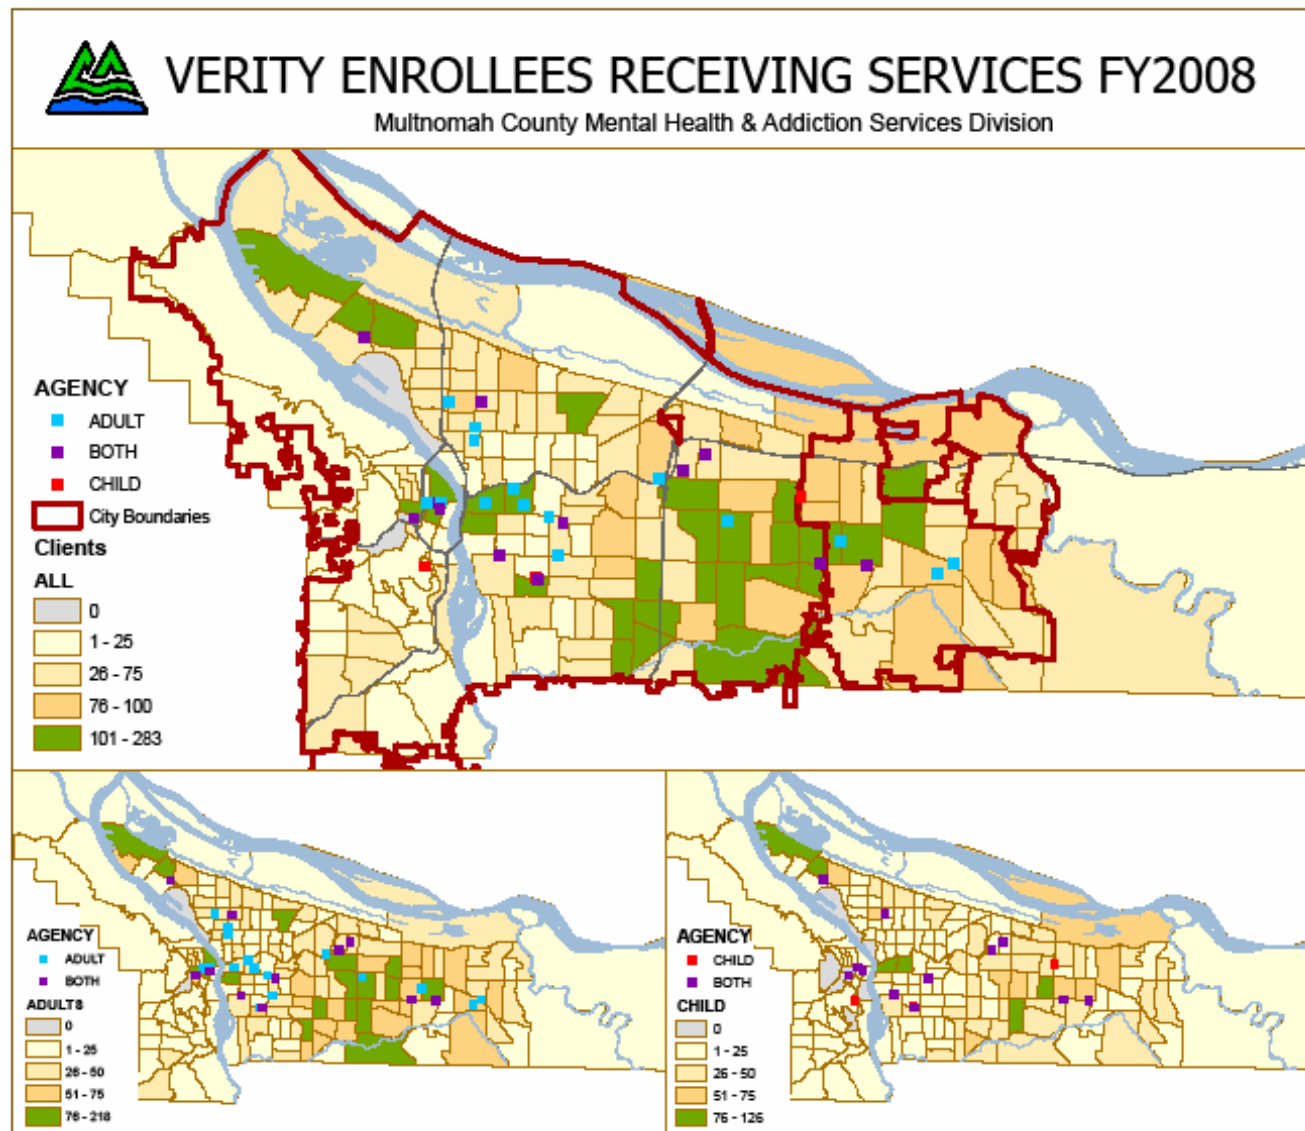 VERITY ENROLLEES RECEIVING SERVICES FY2008
Multnomah County Mental Health & Addiction Services Division
AGENCY
ADULT
BOTH
CHILD
City Boundaries
Clients
ALL
0
1 - 25
26 - 75
76 - 100
101 - 283
AGENCY
ADULT
BOTH
ADULTS
0
1 - 25
26 - 50
51 - 75
76 - 218
AGENCY
CHILD
BOTH
CHILD
0
1 - 25
26 - 50
51 - 75
76 - 126